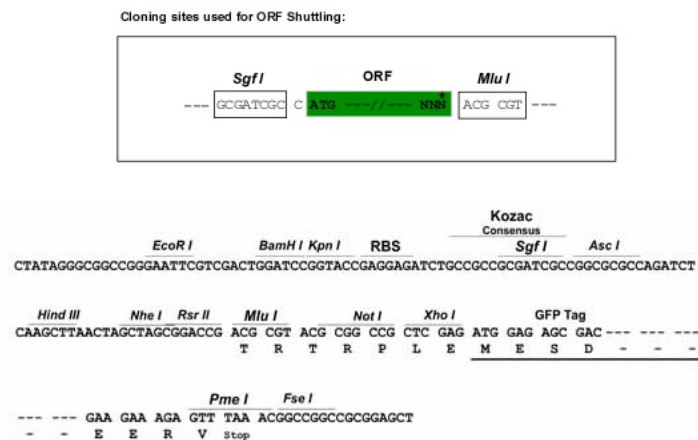 Cloning sites used for ORF Shuttling:
Sgf I ORF Mlu I
--- GCGATCGC C ATG ---//--- NNN* ACG CGT ---
Kozac
Consensus
EcoR I BamH I Kpn I RBS Sgf I Asc I
CTATAGGGCGGCCGGGAATTCGTCGACTGGATCCGGTACCGAGGAGATCTGCCGCCGCGATCGCCGGCGCGCCAGATCT
Hind III Nhe I Rsr II Mlu I Not I Xho I GFP Tag
CAAGCTTAACTAGCTAGCGGACCG ACG CGT ACG CGG CCG CTC GAG ATG GAG AGC GAC--- --- ---
T R T R P L E M E S D - - -
Pme I Fse I
--- --- GAA GAA AGA GTT TAA ACGGCCGGCCGCGGAGCT
- - E E R V Stop